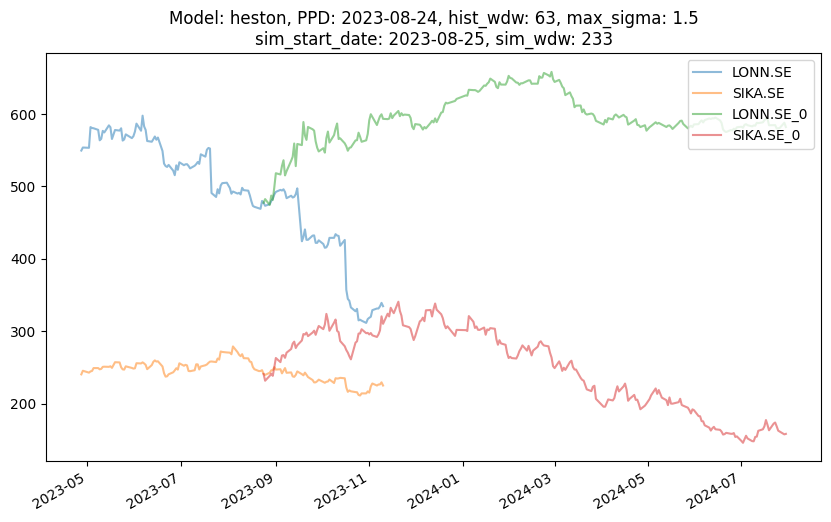 Model: heston, PPD: 2023-08-24, hist_wdw: 63, max_sigma: 1.5
sim_start_date: 2023-08-25, sim_wdw: 233
LONN.SE
SIKA.SE
LONN.SE_0
SIKA.SE_0
600
500
400
300
200
2023-05
2023-07
2023-09
2023-11
2024-01
2024-03
2024-05
2024-07